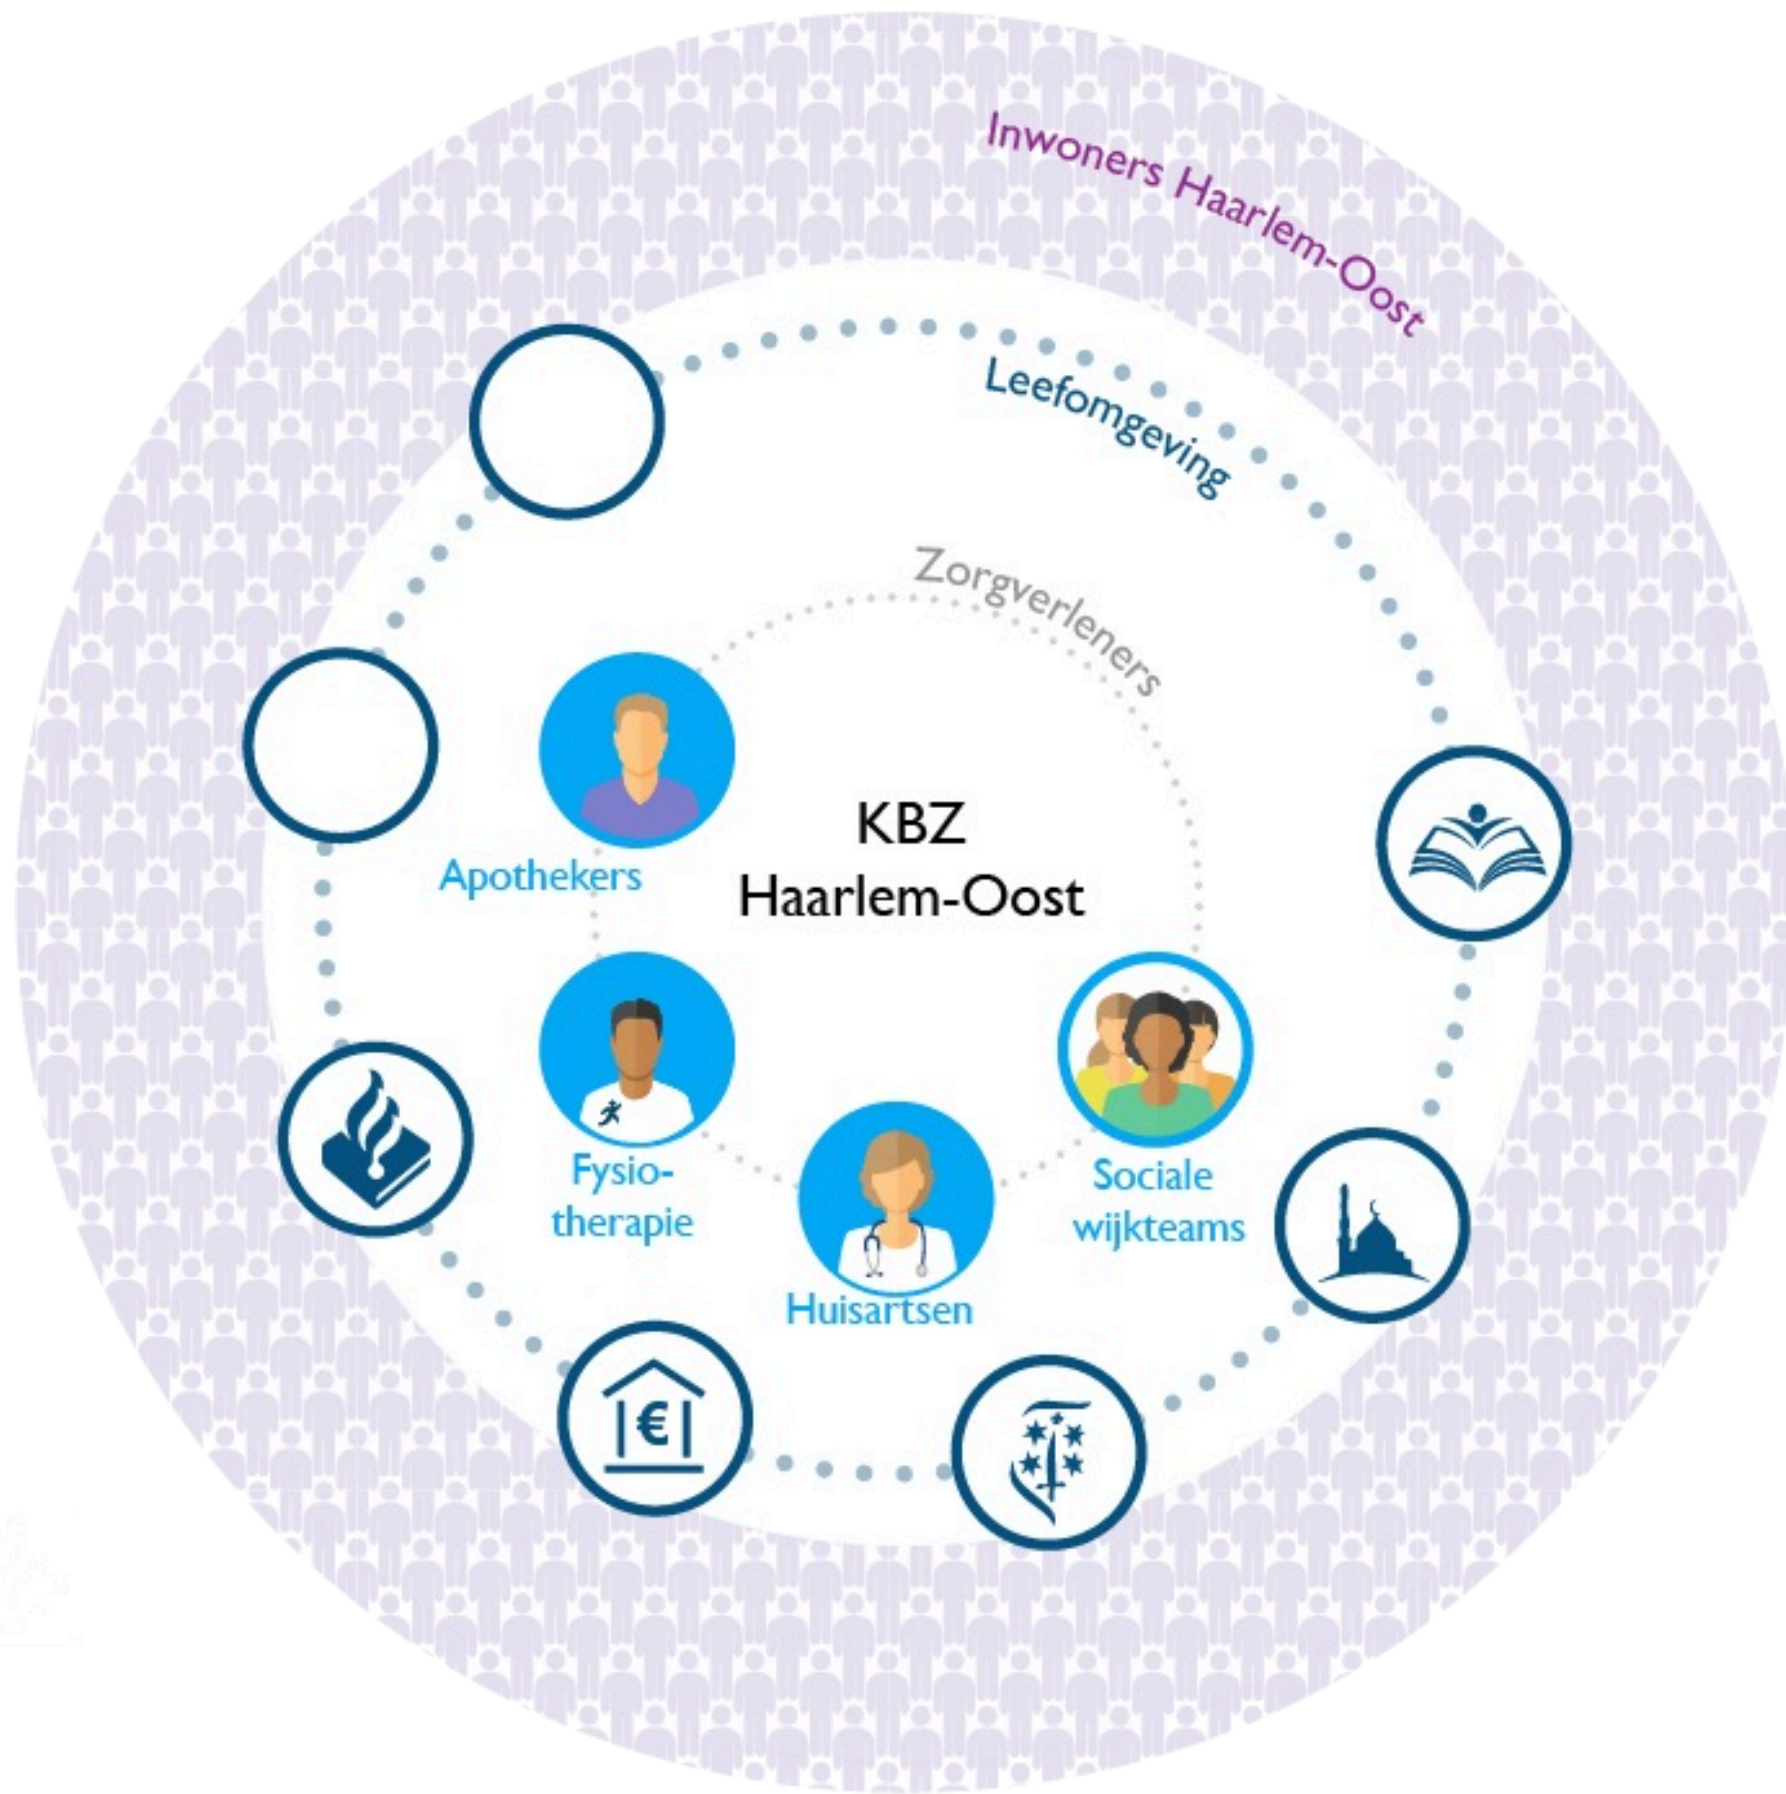 Inwoners Haarlem-Oost
Leefomgeving
Zorgverleners
KBZ
Haarlem-Oost
Apothekers
Fysio-
therapie
Huisartsen
Sociale
wijkteams
€